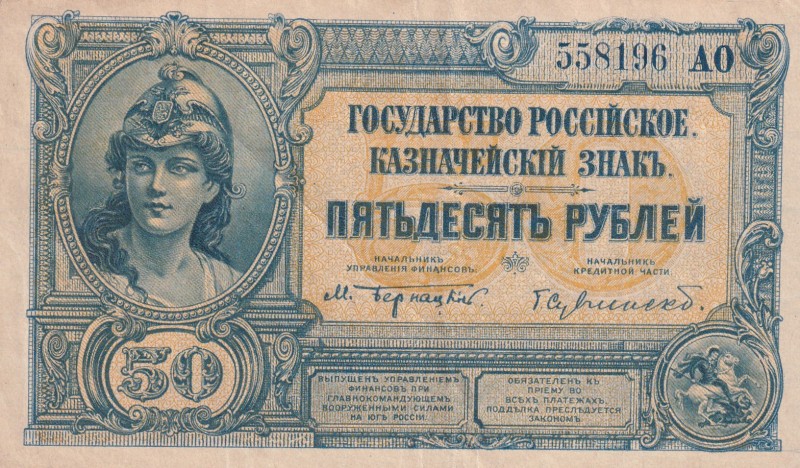 558196 АО
ГОСУДАРСТВО РОССІЙСКОЕ.
КАЗНАЧЕЙСКІЙ ЗНАКЪ.
ПЯТЬДЕСЯТЪ РУБЛЕЙ
НАЧАЛЬНИКЪ
УПРАВЛЕНІЯ ФИНАНСОВЪ.
НАЧАЛЬНИКЪ
КРЕДИТНОЙ ЧАСТИ.
М. Бернацкій.
50
ВЫПУЩЕНЪ УПРАВЛЕНІЕМЪ
ФИНАНСОВЪ ПРИ
ГЛАВНОКОМАНДУЮЩЕМЪ
ВООРУЖЕННЫМИ СИЛАМИ
НА ЮГѢ РОССІИ.
ОБЯЗАТЕЛЕНЪ КЪ
ПРІЕМУ ВО
ВСѢХЪ ПЛАТЕЖАХЪ.
ПОДДѢЛКА ПРЕСЛѢДУЕТСЯ
ЗАКОНОМЪ.